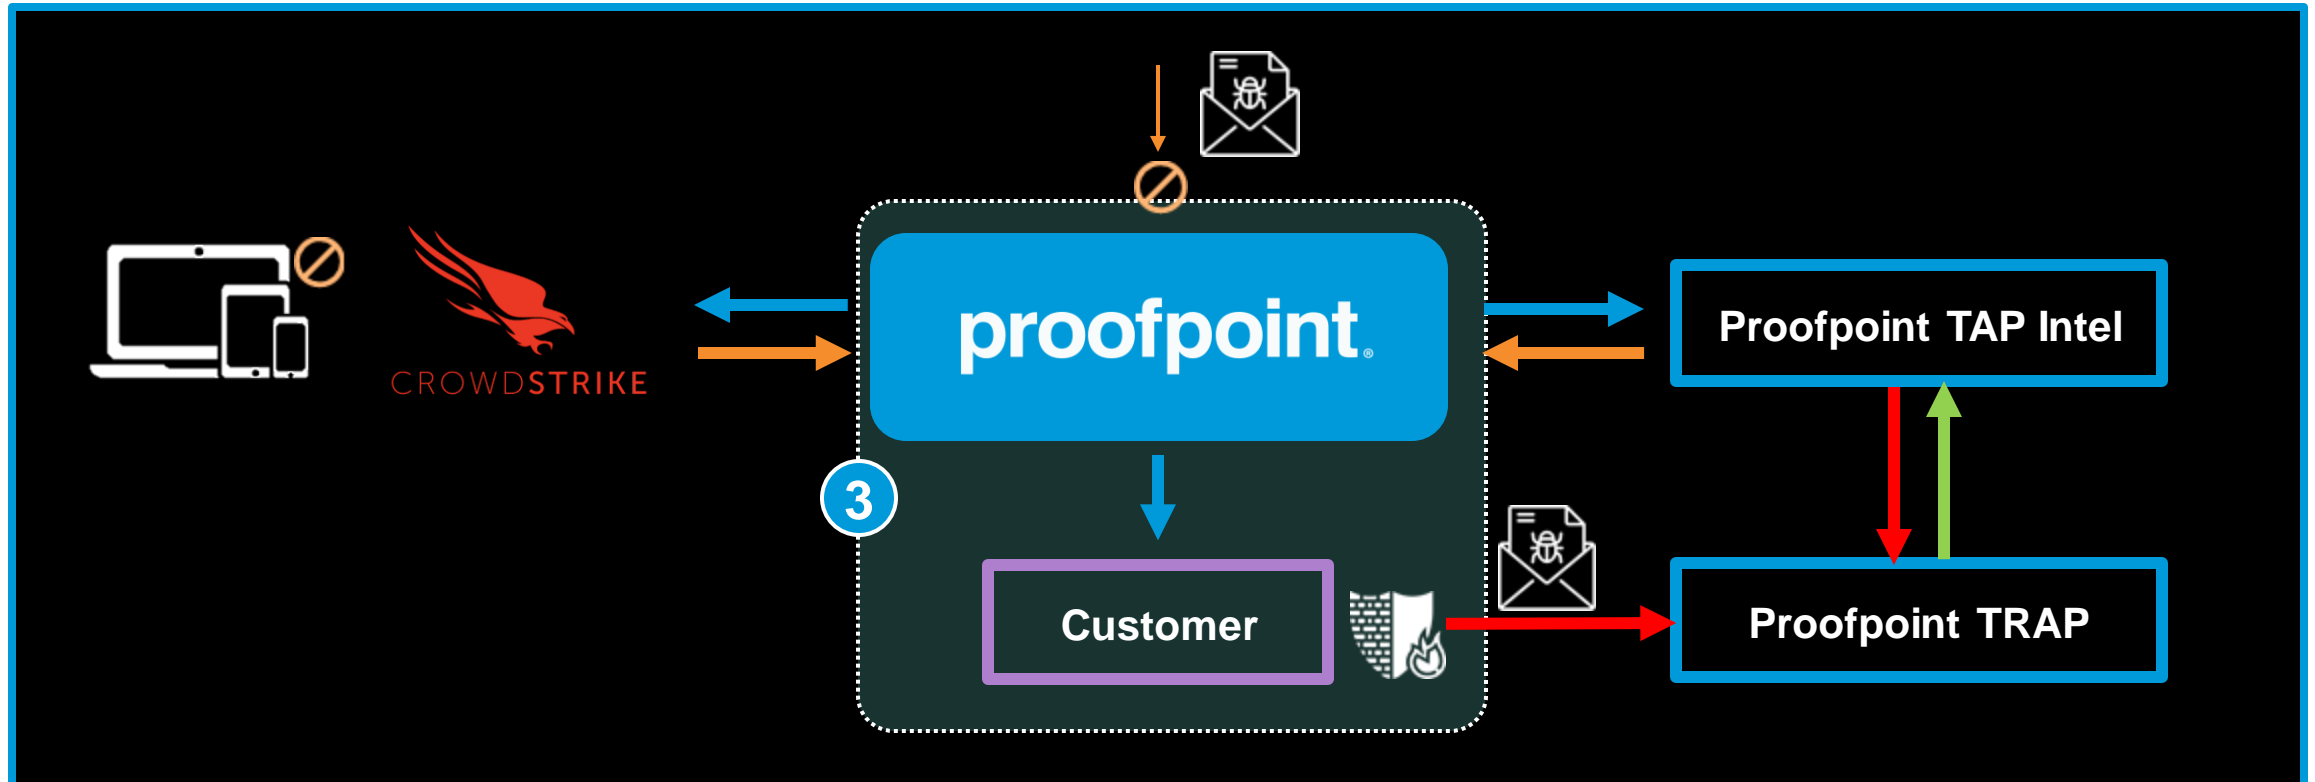 proofpoint®
Proofpoint TAP Intel
CROWDSTRIKE
3
Customer
Proofpoint TRAP